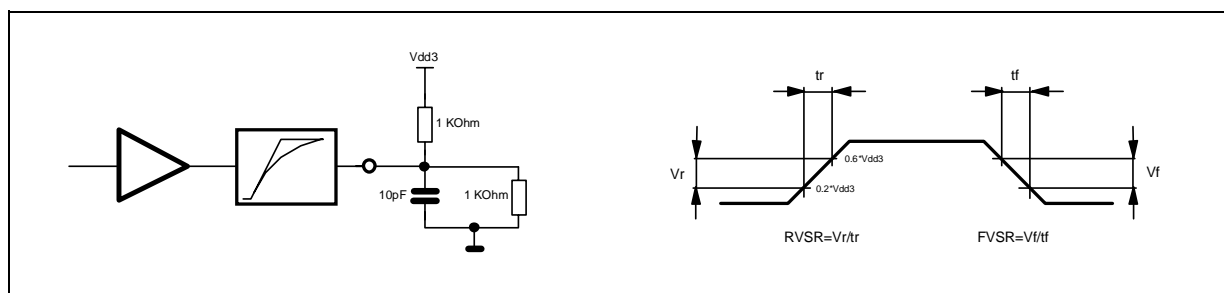 Vdd3
1 KOhm
10pF
1 KOhm
tr
tf
Vr
0.6*Vdd3
0.2*Vdd3
Vf
RVSR=Vr/tr
FVSR=Vf/tf